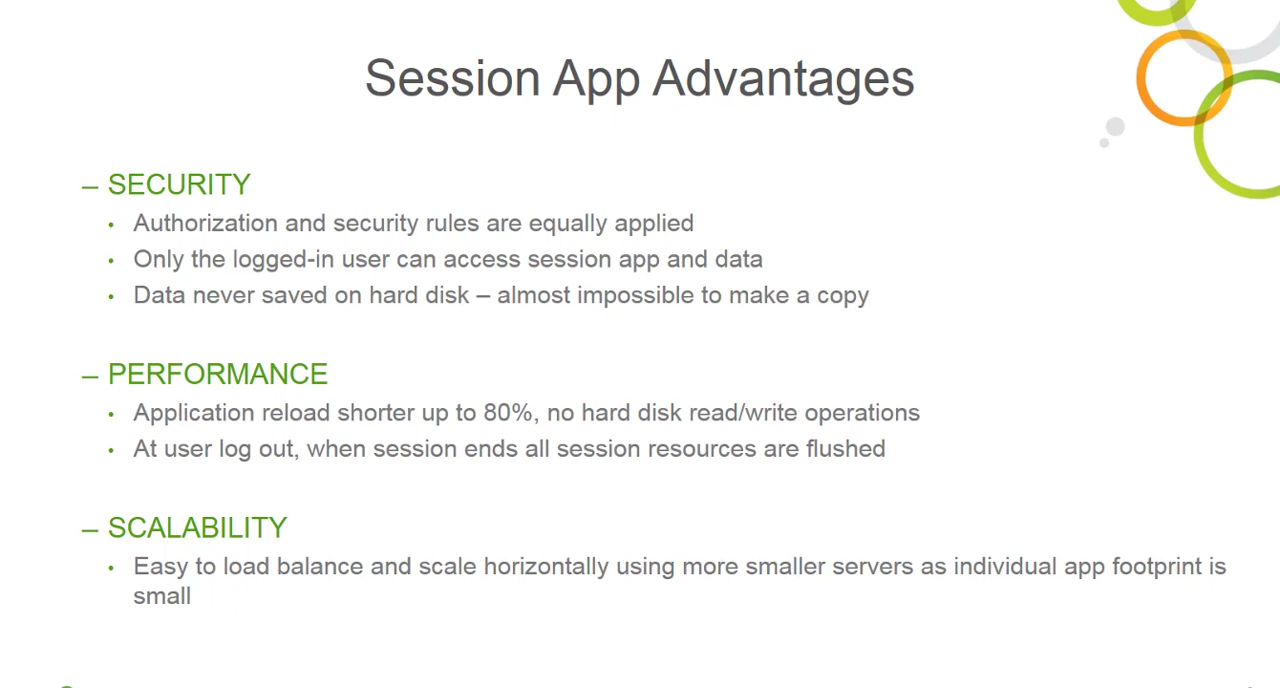 Session App Advantages
– SECURITY
• Authorization and security rules are equally applied
• Only the logged-in user can access session app and data
• Data never saved on hard disk – almost impossible to make a copy
– PERFORMANCE
• Application reload shorter up to 80%, no hard disk read/write operations
• At user log out, when session ends all session resources are flushed
– SCALABILITY
• Easy to load balance and scale horizontally using more smaller servers as individual app footprint is
small